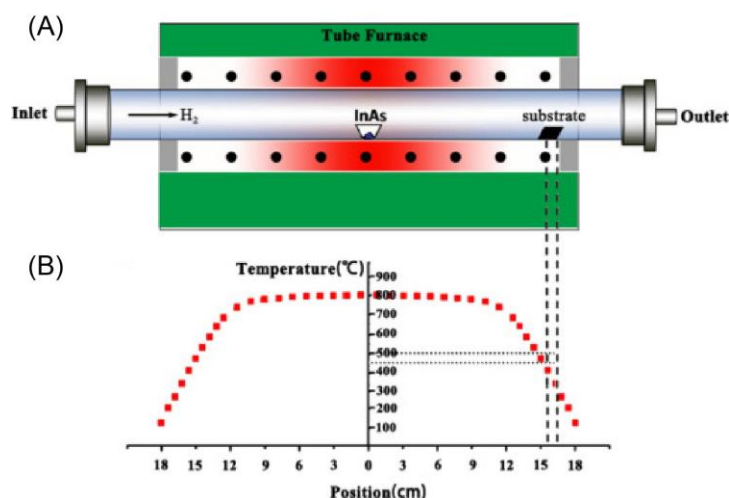 (A)
Tube Furnace
Inlet
H₂
InAs
substrate
Outlet
(B)
Temperature(℃)
900
800
700
600
500
400
300
200
100
18 15 12 9 6 3 0 3 6 9 12 15 18
Position(cm)